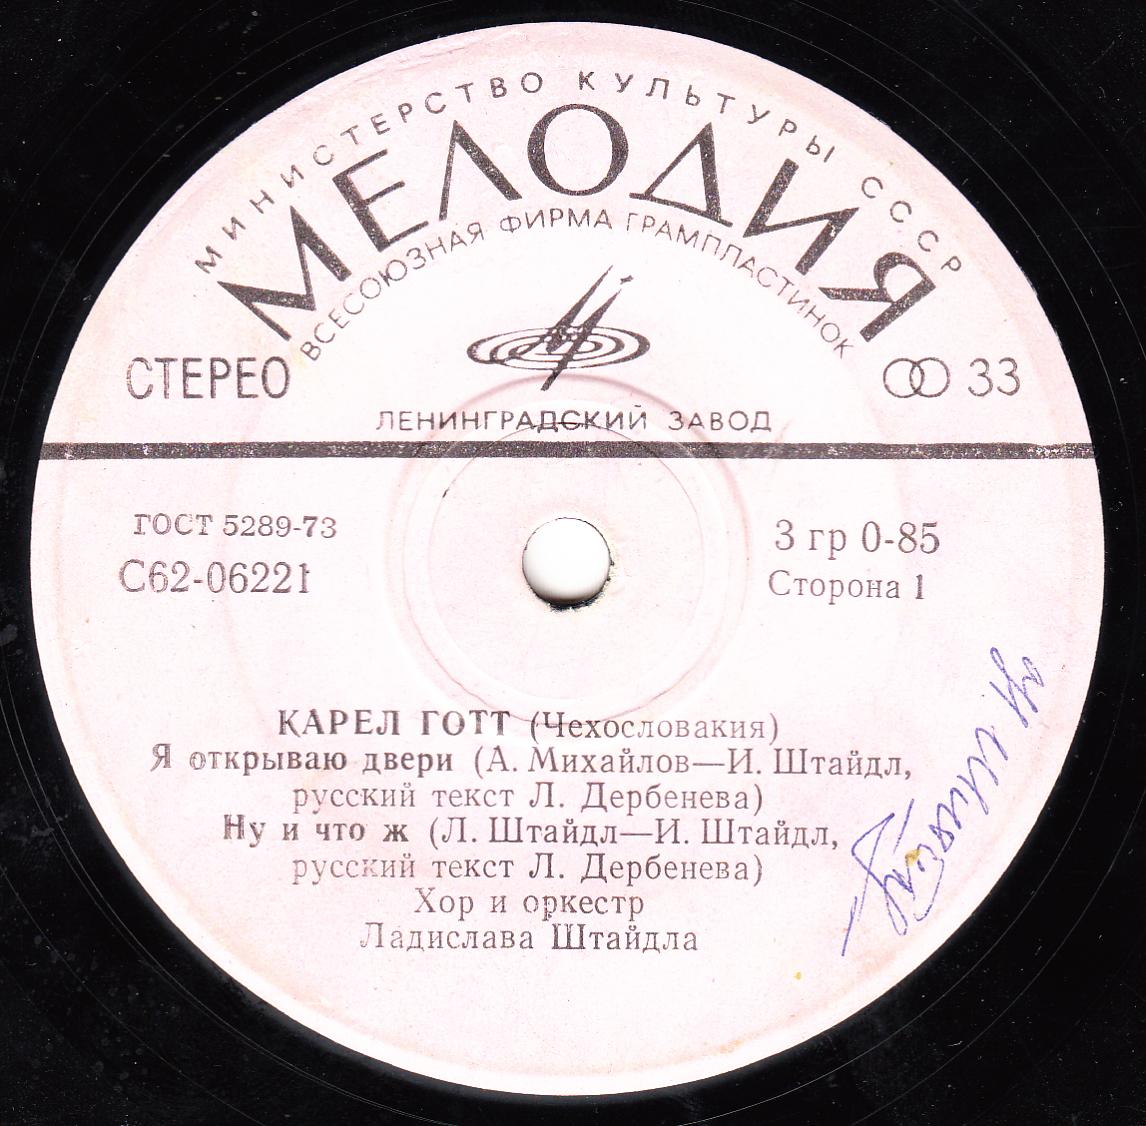 МИНИСТЕРСТВО КУЛЬТУРЫ СССР
МЕЛОДИЯ
ВСЕСОЮЗНАЯ ФИРМА ГРАМПЛАСТИНОК
СТЕРЕО
33
ЛЕНИНГРАДСКИЙ ЗАВОД
ГОСТ 5289-73
С62-06221
3 гр 0-85
Сторона 1
КАРЕЛ ГОТТ (Чехословакия)
Я открываю двери (А. Михайлов—И. Штайдл,
русский текст Л. Дербенева)
Ну и что ж (Л. Штайдл—И. Штайдл,
русский текст Л. Дербенева)
Хор и оркестр
Ладислава Штайдла